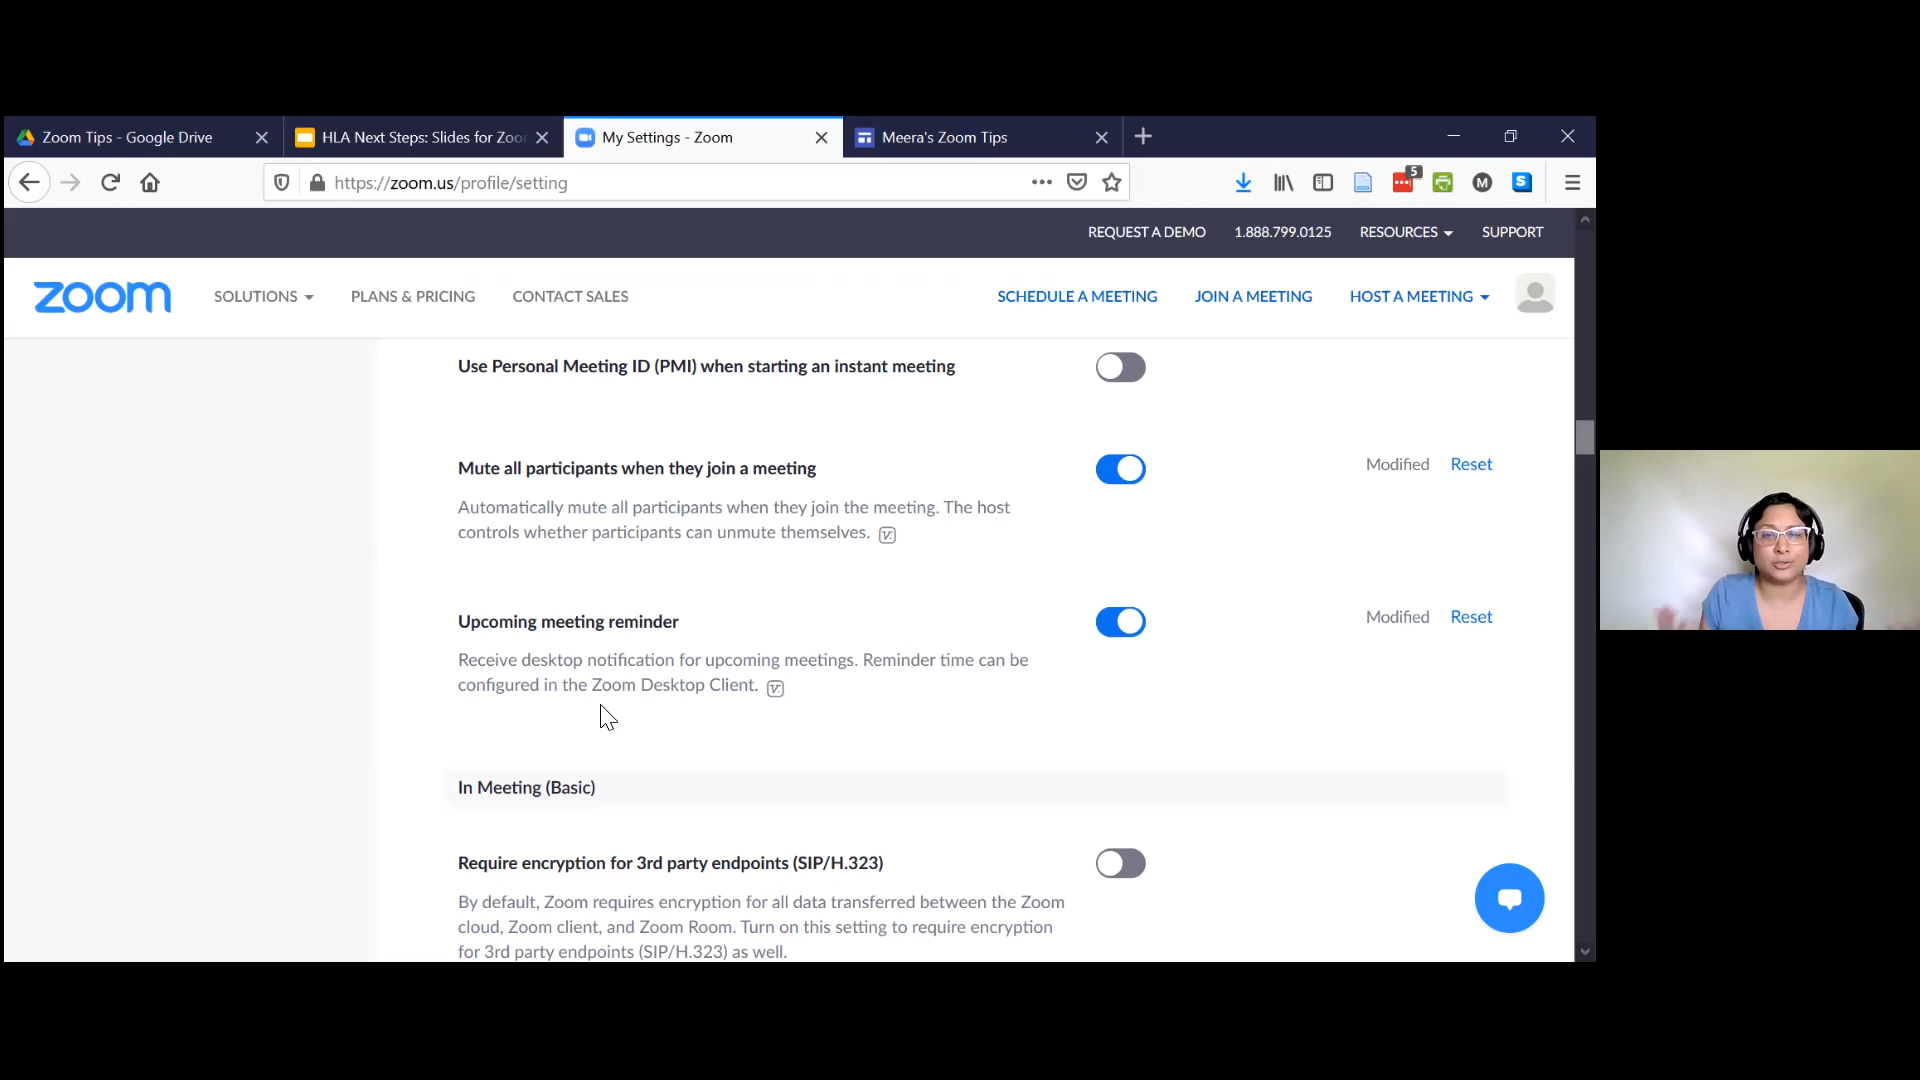 Zoom Tips - Google Drive
HLA Next Steps: Slides for Zoo
My Settings - Zoom
Meera's Zoom Tips
https://zoom.us/profile/setting
5
M
S
REQUEST A DEMO
1.888.799.0125
RESOURCES
SUPPORT
zoom
SOLUTIONS
PLANS & PRICING
CONTACT SALES
SCHEDULE A MEETING
JOIN A MEETING
HOST A MEETING
Use Personal Meeting ID (PMI) when starting an instant meeting
Mute all participants when they join a meeting
Modified
Reset
Automatically mute all participants when they join the meeting. The host
controls whether participants can unmute themselves.
Upcoming meeting reminder
Modified
Reset
Receive desktop notification for upcoming meetings. Reminder time can be
configured in the Zoom Desktop Client.
In Meeting (Basic)
Require encryption for 3rd party endpoints (SIP/H.323)
By default, Zoom requires encryption for all data transferred between the Zoom
cloud, Zoom client, and Zoom Room. Turn on this setting to require encryption
for 3rd party endpoints (SIP/H.323) as well.